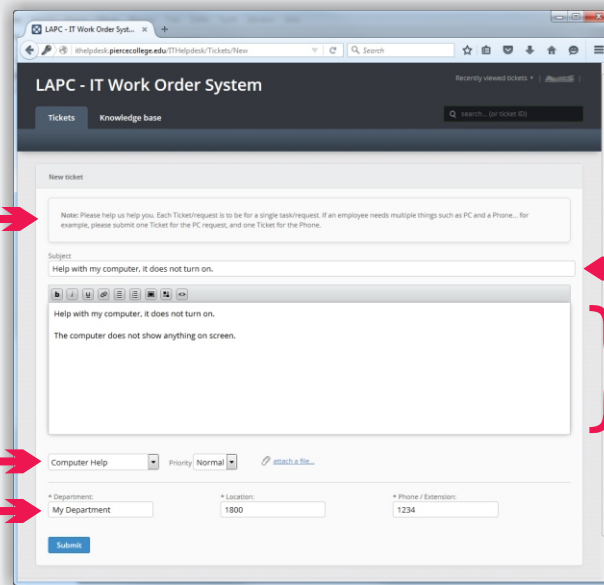 LAPC - IT Work Order Syst... ×
ithelpdesk.piercecollege.edu/ITHelpdesk/Tickets/New
Search
LAPC - IT Work Order System
Recently viewed tickets
Tickets
Knowledge base
search... (or ticket ID)
New ticket
Note: Please help us help you. Each Ticket/request is to be for a single task/request. If an employee needs multiple things such as PC and a Phone... for
example, please submit one Ticket for the PC request, and one Ticket for the Phone.
Subject
Help with my computer, it does not turn on.
b i u
Help with my computer, it does not turn on.
The computer does not show anything on screen.
Computer Help Priority Normal attach a file...
* Department: * Location: * Phone / Extension:
My Department 1800 1234
Submit